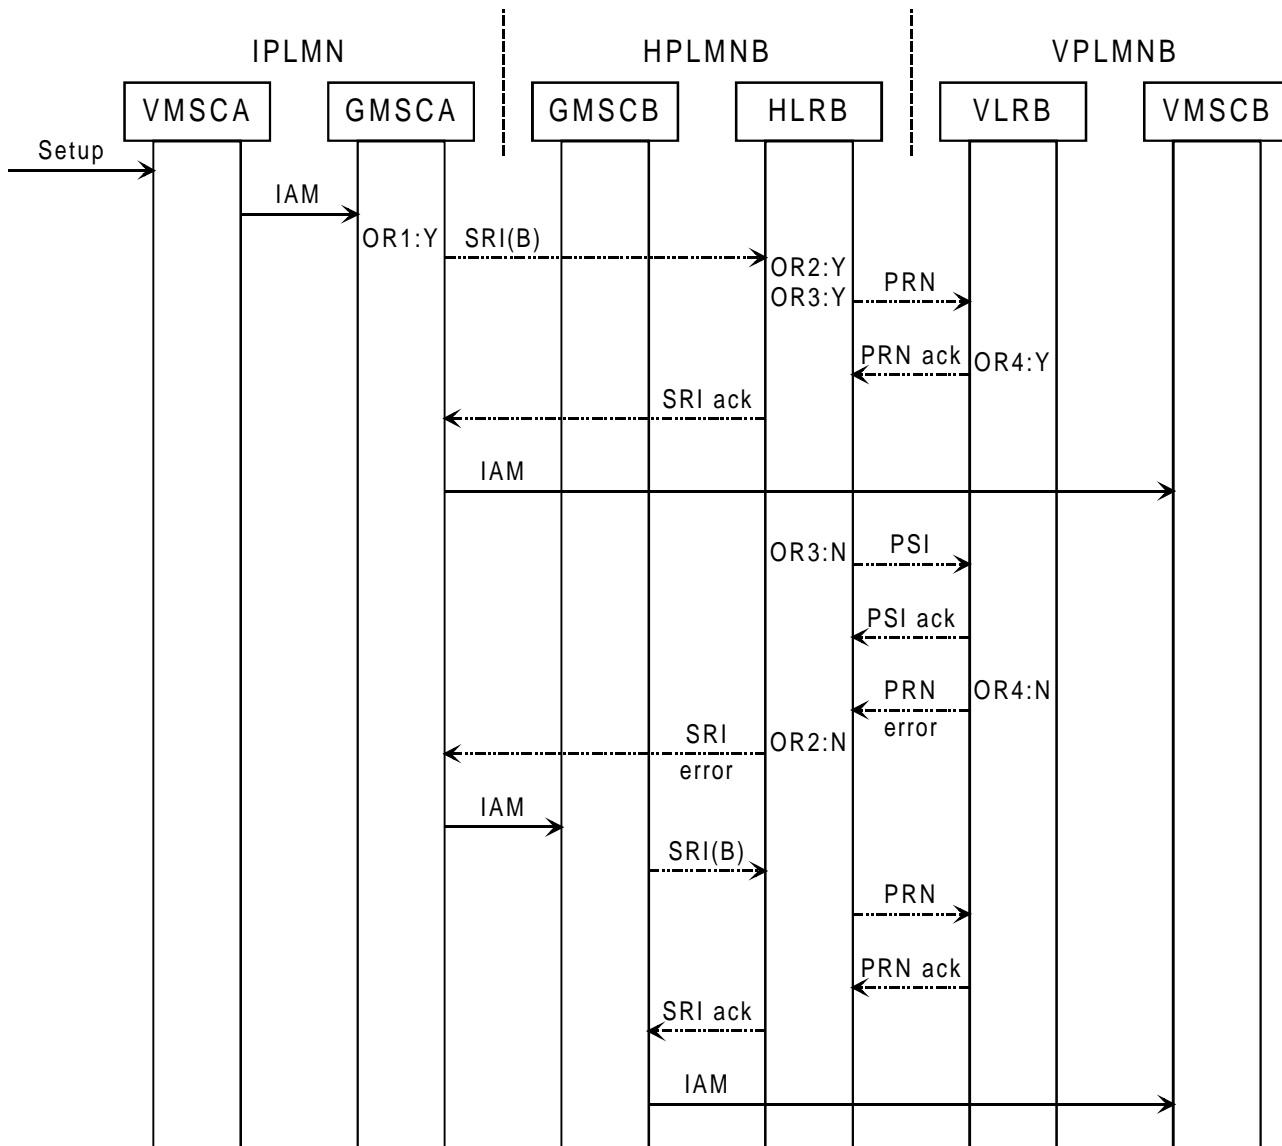 IPLMN HPLMNB VPLMNB
VMSCA GMSCA GMSCB HLRB VLRB VMSCB
Setup
IAM
OR1:Y SRI(B)
OR2:Y
OR3:Y PRN
PRN ack OR4:Y
SRI ack
IAM
OR3:N PSI
PSI ack
PRN OR4:N
error
SRI OR2:N
error
IAM
SRI(B)
PRN
PRN ack
SRI ack
IAM